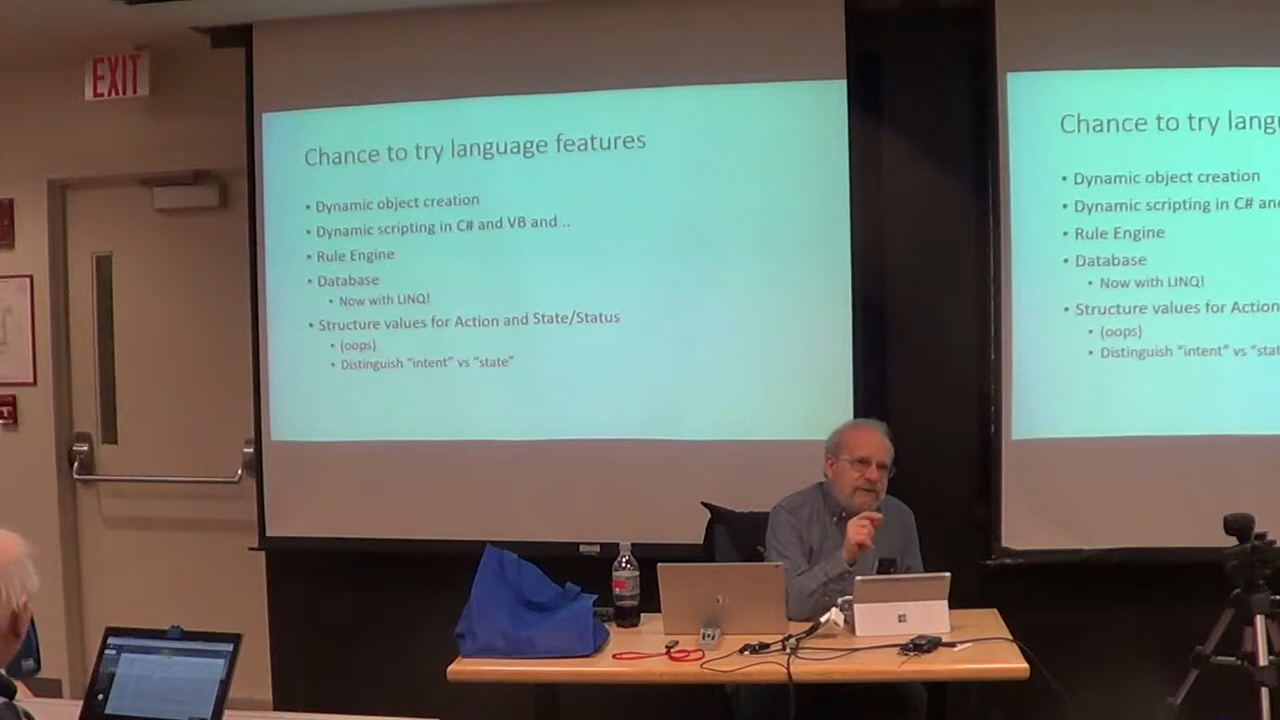 EXIT
Chance to try language features
• Dynamic object creation
• Dynamic scripting in C# and VB and ..
• Rule Engine
• Database
• Now with LINQ!
• Structure values for Action and State/Status
• (oops)
• Distinguish "intent" vs "state"
Chance to try lang
• Dynamic object creation
• Dynamic scripting in C# an
• Rule Engine
• Database
• Now with LINQ!
• Structure values for Action
• (oops)
• Distinguish "intent" vs "stat